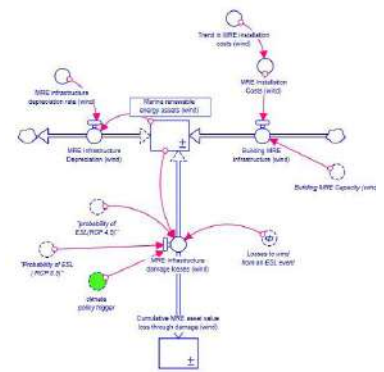 Trend in MRE installation
costs (wind)
MRE infrastructure
depreciation rate (wind)
MRE Installation
Costs (wind)
Marine renewable
energy assets (wind)
MRE Infrastructure
Depreciation (wind)
Building MRE
Infrastructure (wind)
Building MRE Capacity (wind)
"probability of
ESL(RCP 4.5)"
"Probability of ESL
(RCP 8.5)"
MRE Infrastructure
damage losses (wind)
Losses to wind
from an ESL event
climate
policy trigger
Cumulative MRE asset value
loss through damage (wind)